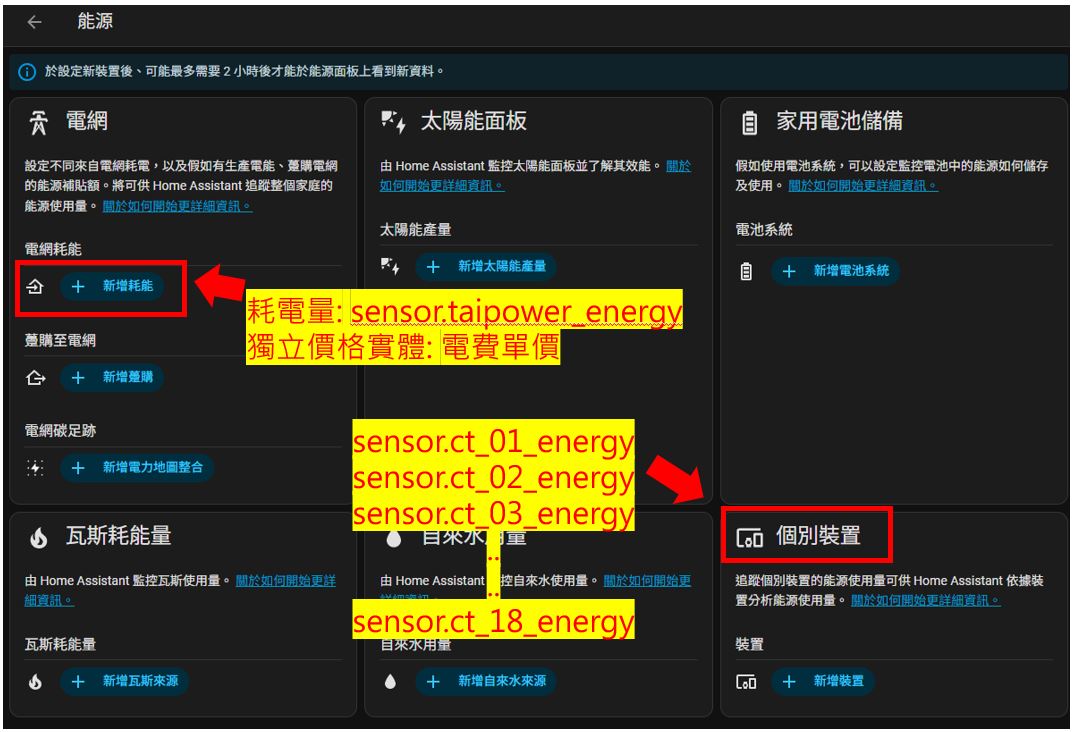 能源
於設定新裝置後、可能最多需要 2 小時後才能於能源面板上看到新資料。
電網
設定不同來自電網耗電，以及假如有生產電能、躉購電網
的能源補貼額。將可供 Home Assistant 追蹤整個家庭的
能源使用量。 關於如何開始更詳細資訊。
電網耗能
新增耗能
躉購至電網
新增躉購
電網碳足跡
新增電力地圖整合
太陽能面板
由 Home Assistant 監控太陽能面板並了解其效能。 關於
如何開始更詳細資訊。
太陽能產量
新增太陽能產量
家用電池儲備
假如使用電池系統，可以設定監控電池中的能源如何儲存
及使用。 關於如何開始更詳細資訊。
電池系統
新增電池系統
耗電量: sensor.taipower_energy
獨立價格實體: 電費單價
sensor.ct_01_energy
sensor.ct_02_energy
sensor.ct_03_energy
:
:
sensor.ct_18_energy
瓦斯耗能量
由 Home Assistant 監控瓦斯使用量。 關於如何開始更詳
細資訊。
瓦斯耗能量
新增瓦斯來源
自來水用量
由 Home Assistant 控自來水使用量。 關於如何開始更
詳細資訊。
自來水用量
新增自來水來源
個別裝置
追蹤個別裝置的能源使用量可供 Home Assistant 依據裝
置分析能源使用量。 關於如何開始更詳細資訊。
裝置
新增裝置